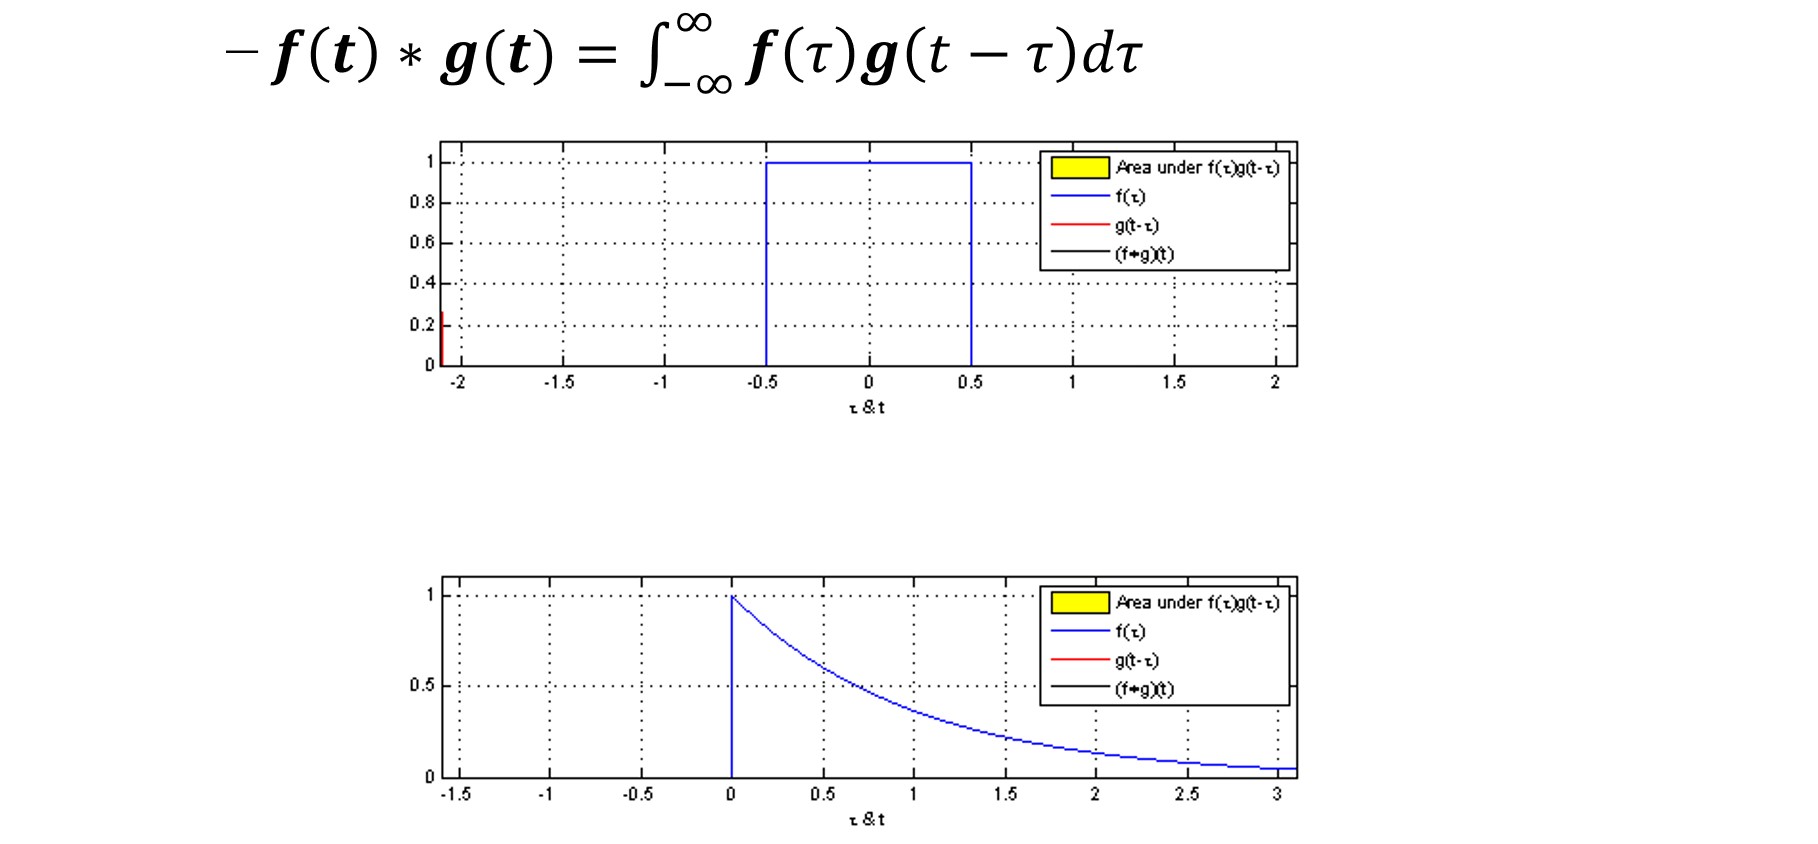 – f(t) ∗ g(t) = ∫_{-∞}^{∞} f(τ)g(t − τ)dτ
1
0.8
0.6
0.4
0.2
0
Area under f(τ)g(t-τ)
f(τ)
g(t-τ)
(f∗g)(t)
-2 -1.5 -1 -0.5 0 0.5 1 1.5 2
τ & t
1
0.5
0
Area under f(τ)g(t-τ)
f(τ)
g(t-τ)
(f∗g)(t)
-1.5 -1 -0.5 0 0.5 1 1.5 2 2.5 3
τ & t